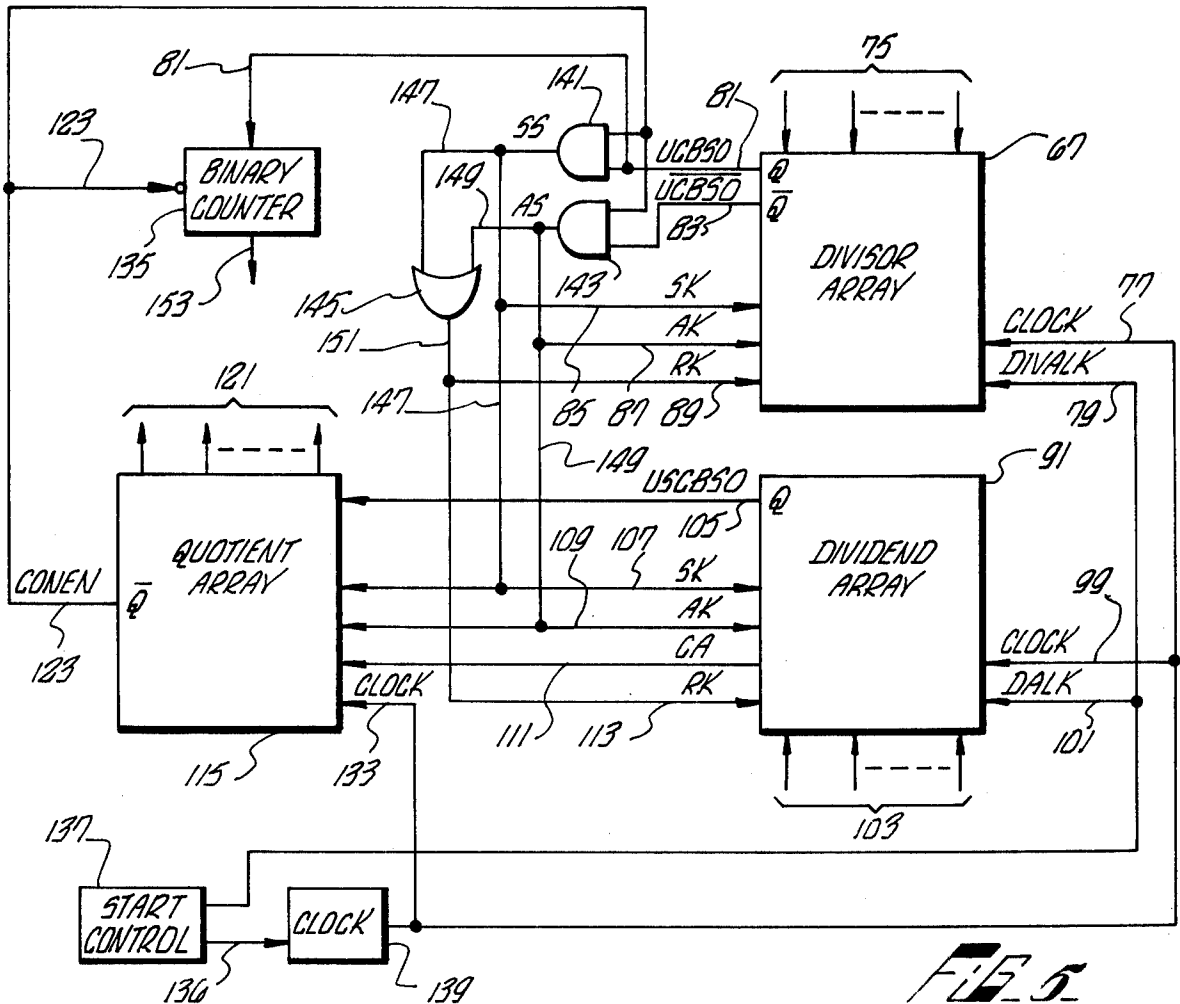 75
81
141
81
147
SS
UCBSO
67
123
Q
BINARY
COUNTER
149
AS
UCBSO
Q
83
135
153
145
143
DIVISOR
ARRAY
SK
77
151
AK
CLOCK
RK
DIVALK
121
147
85
87
89
79
149
91
USCBSO
Q
105
QUOTIENT
ARRAY
109
107
DIVIDEND
ARRAY
SK
99
CONEN
Q
AK
CA
CLOCK
123
CLOCK
RK
DALK
111
113
101
115
133
103
137
START
CONTROL
CLOCK
136
139
FIG. 5